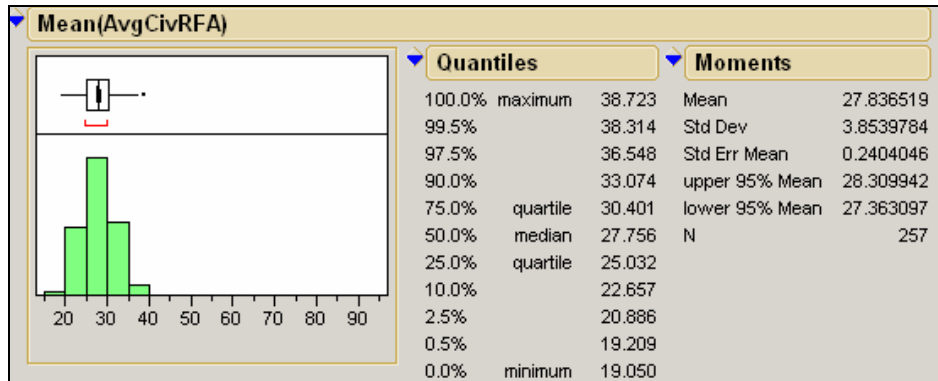 Mean(AvgCivRFA)
20 30 40 50 60 70 80 90
Quantiles
100.0% maximum 38.723
99.5% 38.314
97.5% 36.548
90.0% 33.074
75.0% quartile 30.401
50.0% median 27.756
25.0% quartile 25.032
10.0% 22.657
2.5% 20.886
0.5% 19.209
0.0% minimum 19.050
Moments
Mean 27.836519
Std Dev 3.8539784
Std Err Mean 0.2404046
upper 95% Mean 28.309942
lower 95% Mean 27.363097
N 257